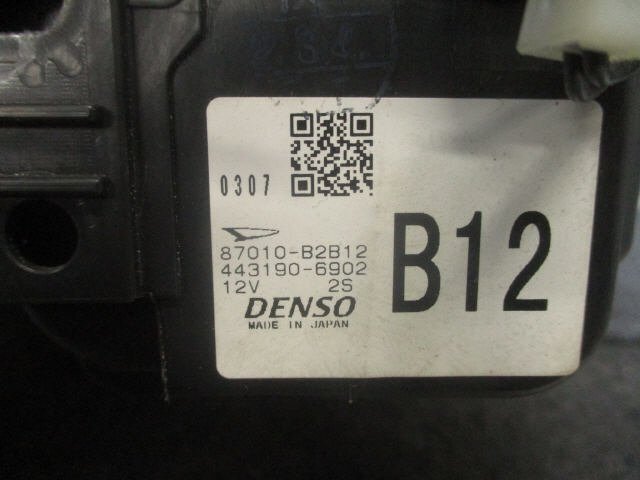 0307
87010-B2B12
443190-6902
12V 2S
DENSO
MADE IN JAPAN
B12